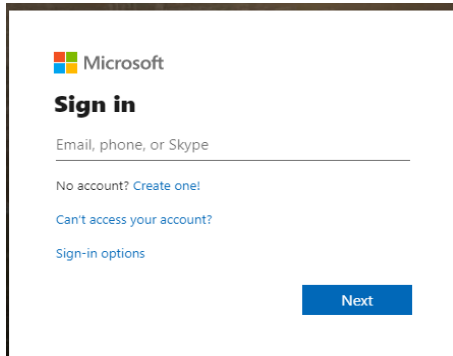 Microsoft
Sign in
Email, phone, or Skype
No account? Create one!
Can't access your account?
Sign-in options
Next